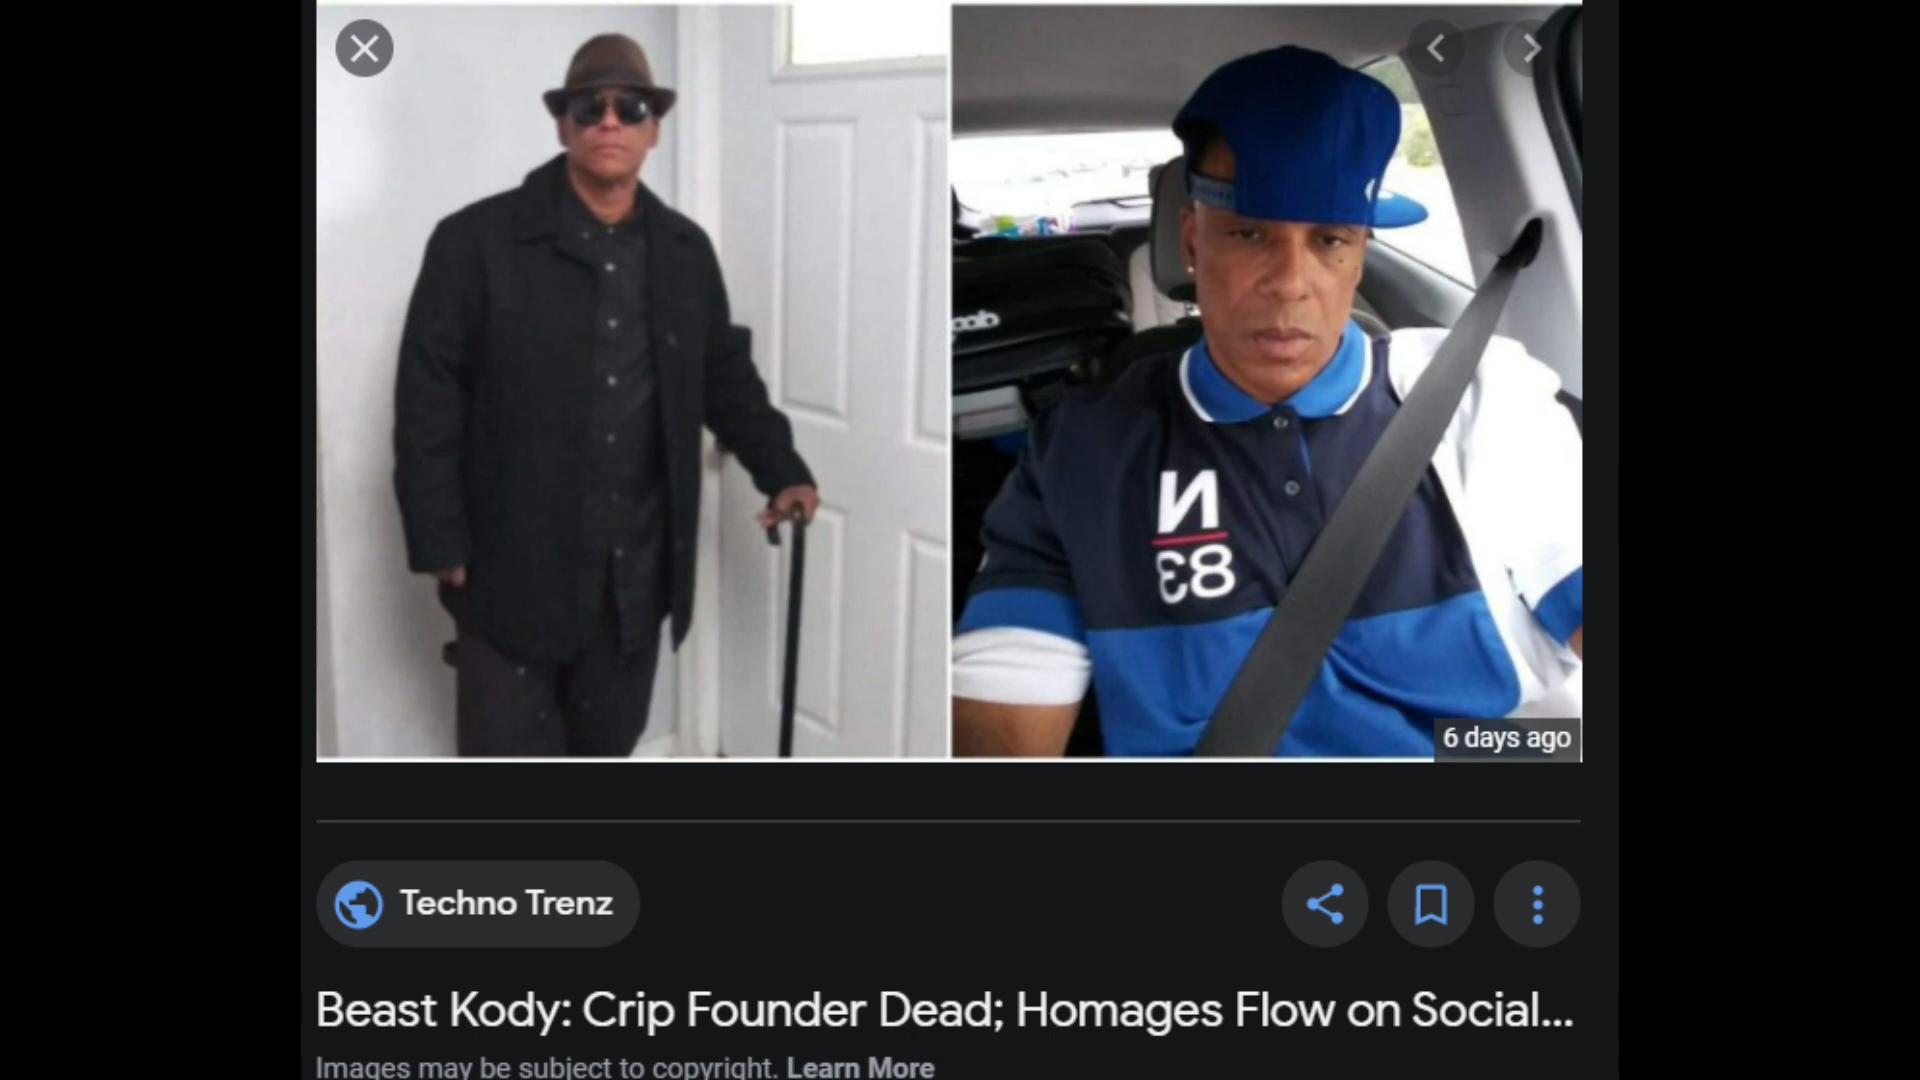 N
83
6 days ago
Techno Trenz
Beast Kody: Crip Founder Dead; Homages Flow on Social...
Images may be subject to copyright. Learn More